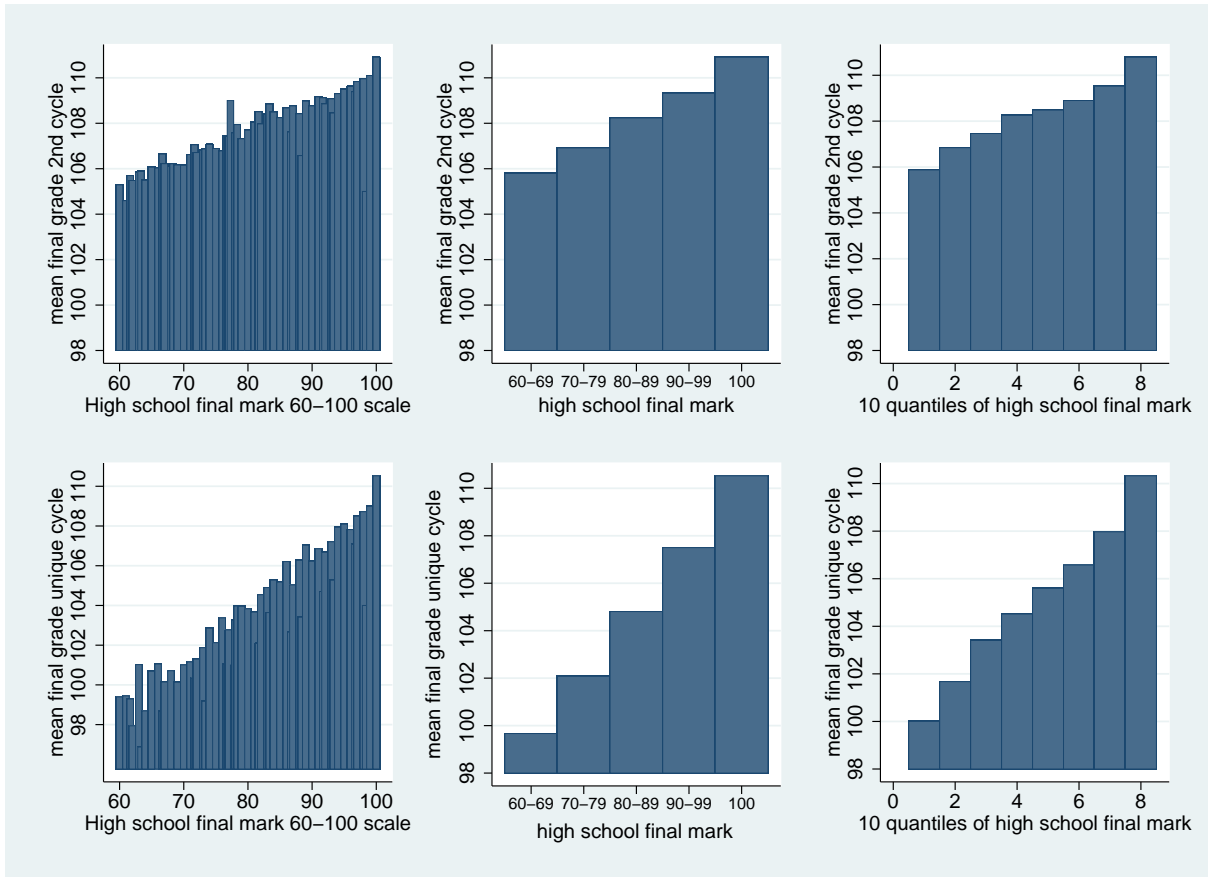 mean final grade 2nd cycle
98 100 102 104 106 108 110
60 70 80 90 100
High school final mark 60–100 scale
mean final grade 2nd cycle
98 100 102 104 106 108 110
60–69 70–79 80–89 90–99 100
high school final mark
mean final grade 2nd cycle
98 100 102 104 106 108 110
0 2 4 6 8
10 quantiles of high school final mark
mean final grade unique cycle
98 100 102 104 106 108 110
60 70 80 90 100
High school final mark 60–100 scale
mean final grade unique cycle
98 100 102 104 106 108 110
60–69 70–79 80–89 90–99 100
high school final mark
mean final grade unique cycle
98 100 102 104 106 108 110
0 2 4 6 8
10 quantiles of high school final mark